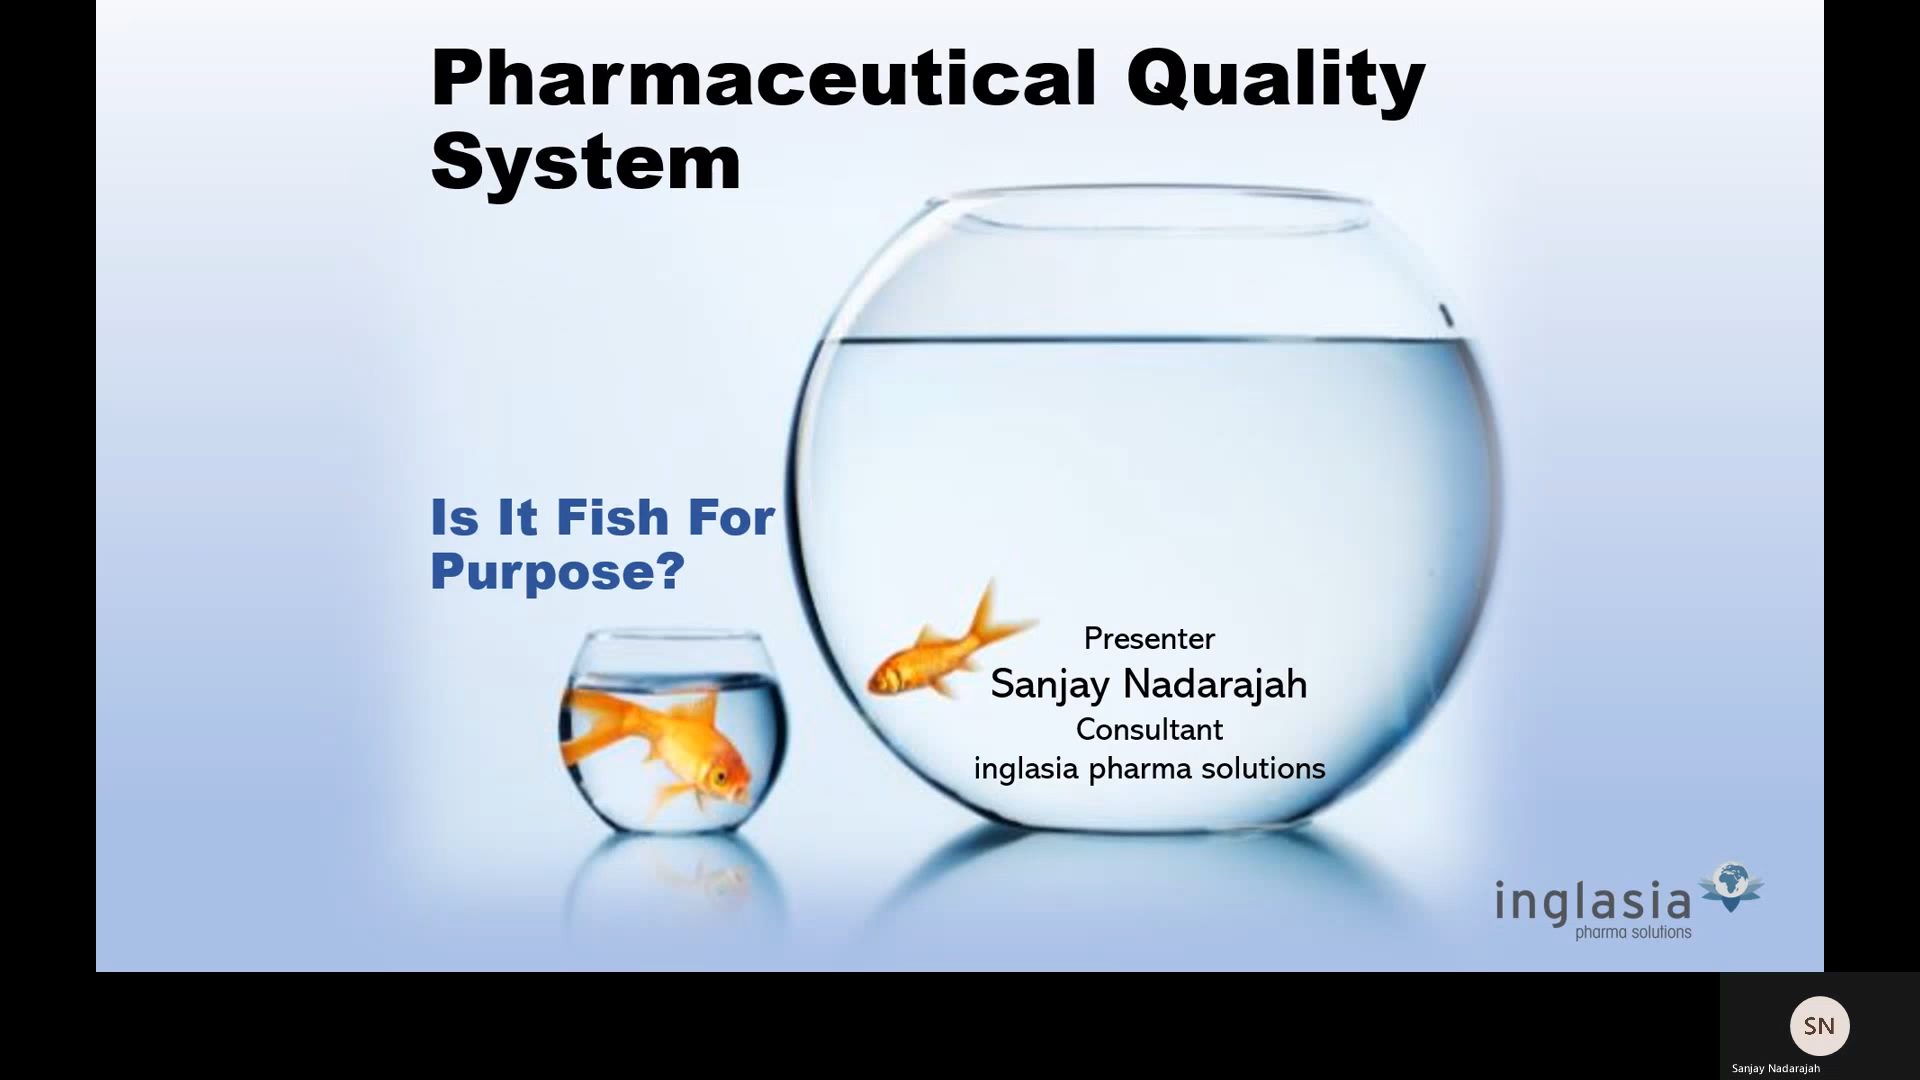 Pharmaceutical Quality
System
Is It Fish For
Purpose?
Presenter
Sanjay Nadarajah
Consultant
inglasia pharma solutions
inglasia
pharma solutions
SN
Sanjay Nadarajah